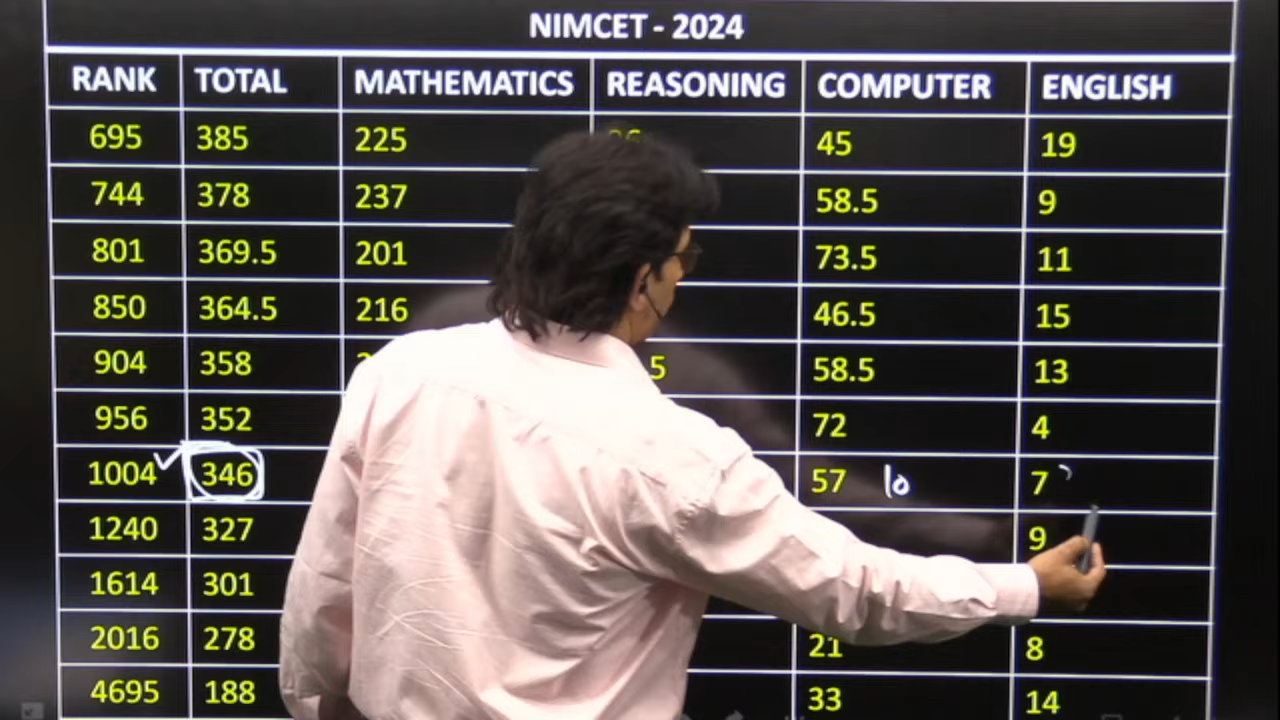 NIMCET - 2024
RANK TOTAL MATHEMATICS REASONING COMPUTER ENGLISH
695 385 225 45 19
744 378 237 58.5 9
801 369.5 201 73.5 11
850 364.5 216 46.5 15
904 358 58.5 13
956 352 72 4
1004 346 57 10 7
1240 327 9
1614 301
2016 278 21 8
4695 188 33 14